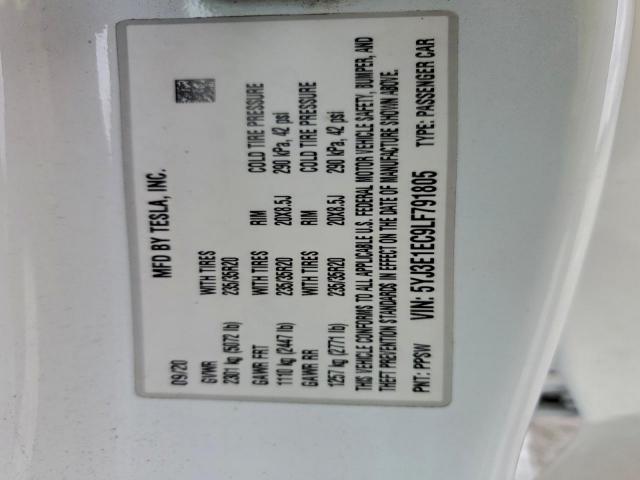 MFD BY TESLA, INC.
09/20
GVWR WITH TIRES RIM COLD TIRE PRESSURE
2301 kg (5072 lb) 235/35R20 20X8.5J 290 kPa, 42 psi
GAWR FRT WITH TIRES RIM COLD TIRE PRESSURE
1110 kg (2447 lb) 235/35R20 20X8.5J 290 kPa, 42 psi
GAWR RR WITH TIRES
1257 kg (2771 lb) 235/35R20
THIS VEHICLE CONFORMS TO ALL APPLICABLE U.S. FEDERAL MOTOR VEHICLE SAFETY, BUMPER, AND
THEFT PREVENTION STANDARDS IN EFFECT ON THE DATE OF MANUFACTURE SHOWN ABOVE.
VIN: 5YJ3E1EC9LF791805
PNT: PPSW TYPE: PASSENGER CAR